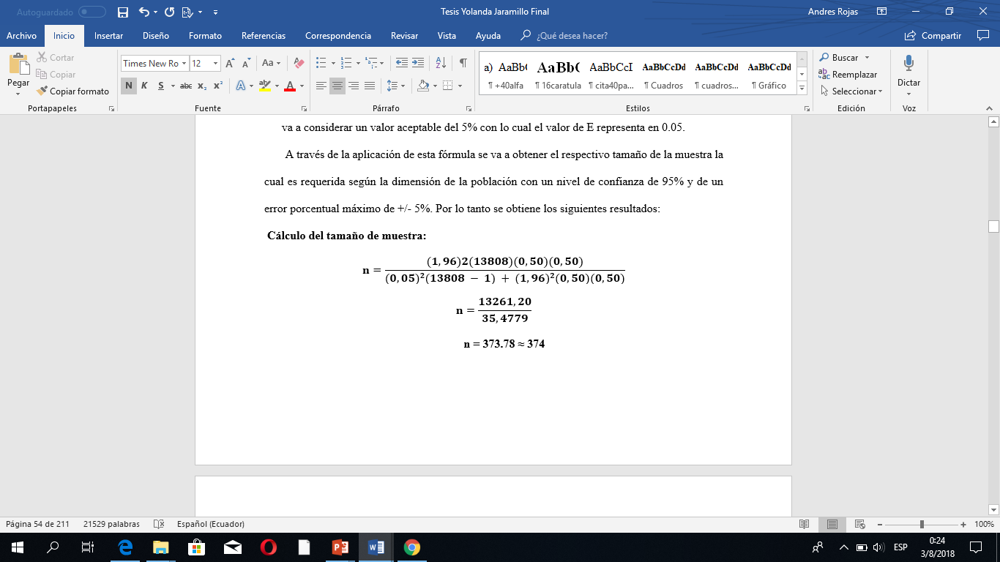 Autoguardado
Tesis Yolanda Jaramillo Final
Andres Rojas
Archivo Inicio Insertar Diseño Formato Referencias Correspondencia Revisar Vista Ayuda ¿Qué desea hacer? Compartir
Pegar
Cortar
Copiar
Copiar formato
Portapapeles
Times New Ro 12
Aa
N K S abc x₂ x²
Fuente
Párrafo
a) AaBb( AaBb( AaBbCcI AaBbCcDd AaBbCcDd AaBbCcDd
¶ +40alfa ¶ 16caratula ¶ cita40pa... ¶ Cuadros ¶ cuadros... ¶ Gráfico
Estilos
Buscar
Reemplazar
Seleccionar
Edición
Dictar
Voz
va a considerar un valor aceptable del 5% con lo cual el valor de E representa en 0.05.
A través de la aplicación de esta fórmula se va a obtener el respectivo tamaño de la muestra la
cual es requerida según la dimensión de la población con un nivel de confianza de 95% y de un
error porcentual máximo de +/- 5%. Por lo tanto se obtiene los siguientes resultados:
Cálculo del tamaño de muestra:
(1,96)2(13808)(0,50)(0,50)
n =
(0,05)²(13808 − 1) + (1,96)²(0,50)(0,50)
13261,20
n =
35,4779
n = 373.78 ≈ 374
Página 54 de 211 21529 palabras Español (Ecuador) 100%
ESP
0:24
3/8/2018